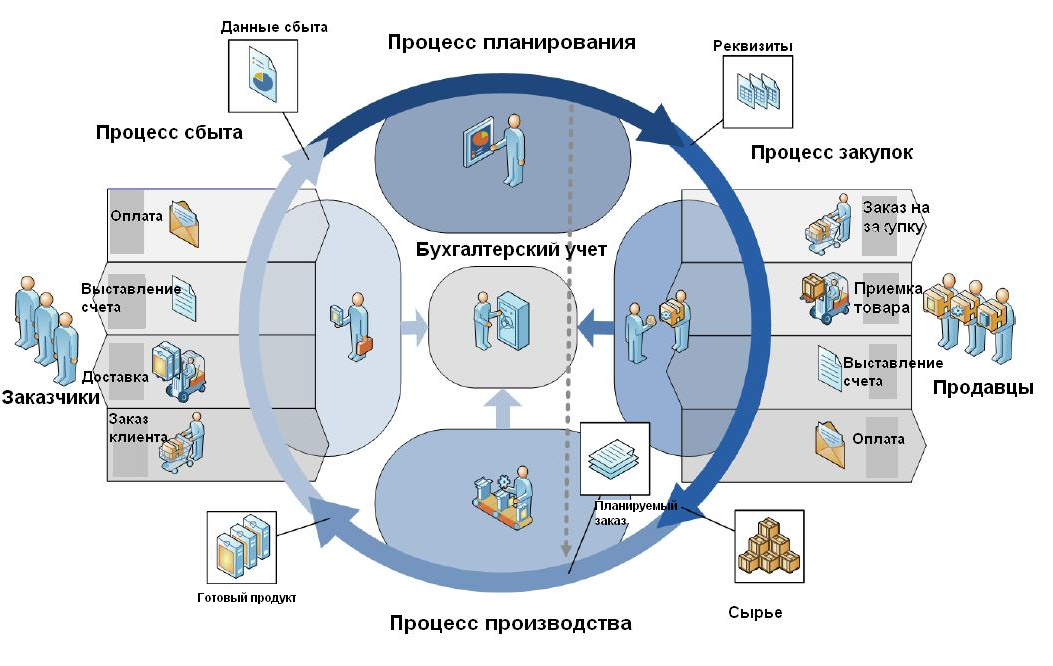 Данные сбыта
Процесс планирования
Реквизиты
Процесс сбыта
Процесс закупок
Оплата
Заказ на
закупку
Бухгалтерский учет
Выставление
счета
Приемка
товара
Доставка
Выставление
счета
Заказчики
Продавцы
Заказ
клиента
Оплата
Планируемый
заказ
Готовый продукт
Сырье
Процесс производства